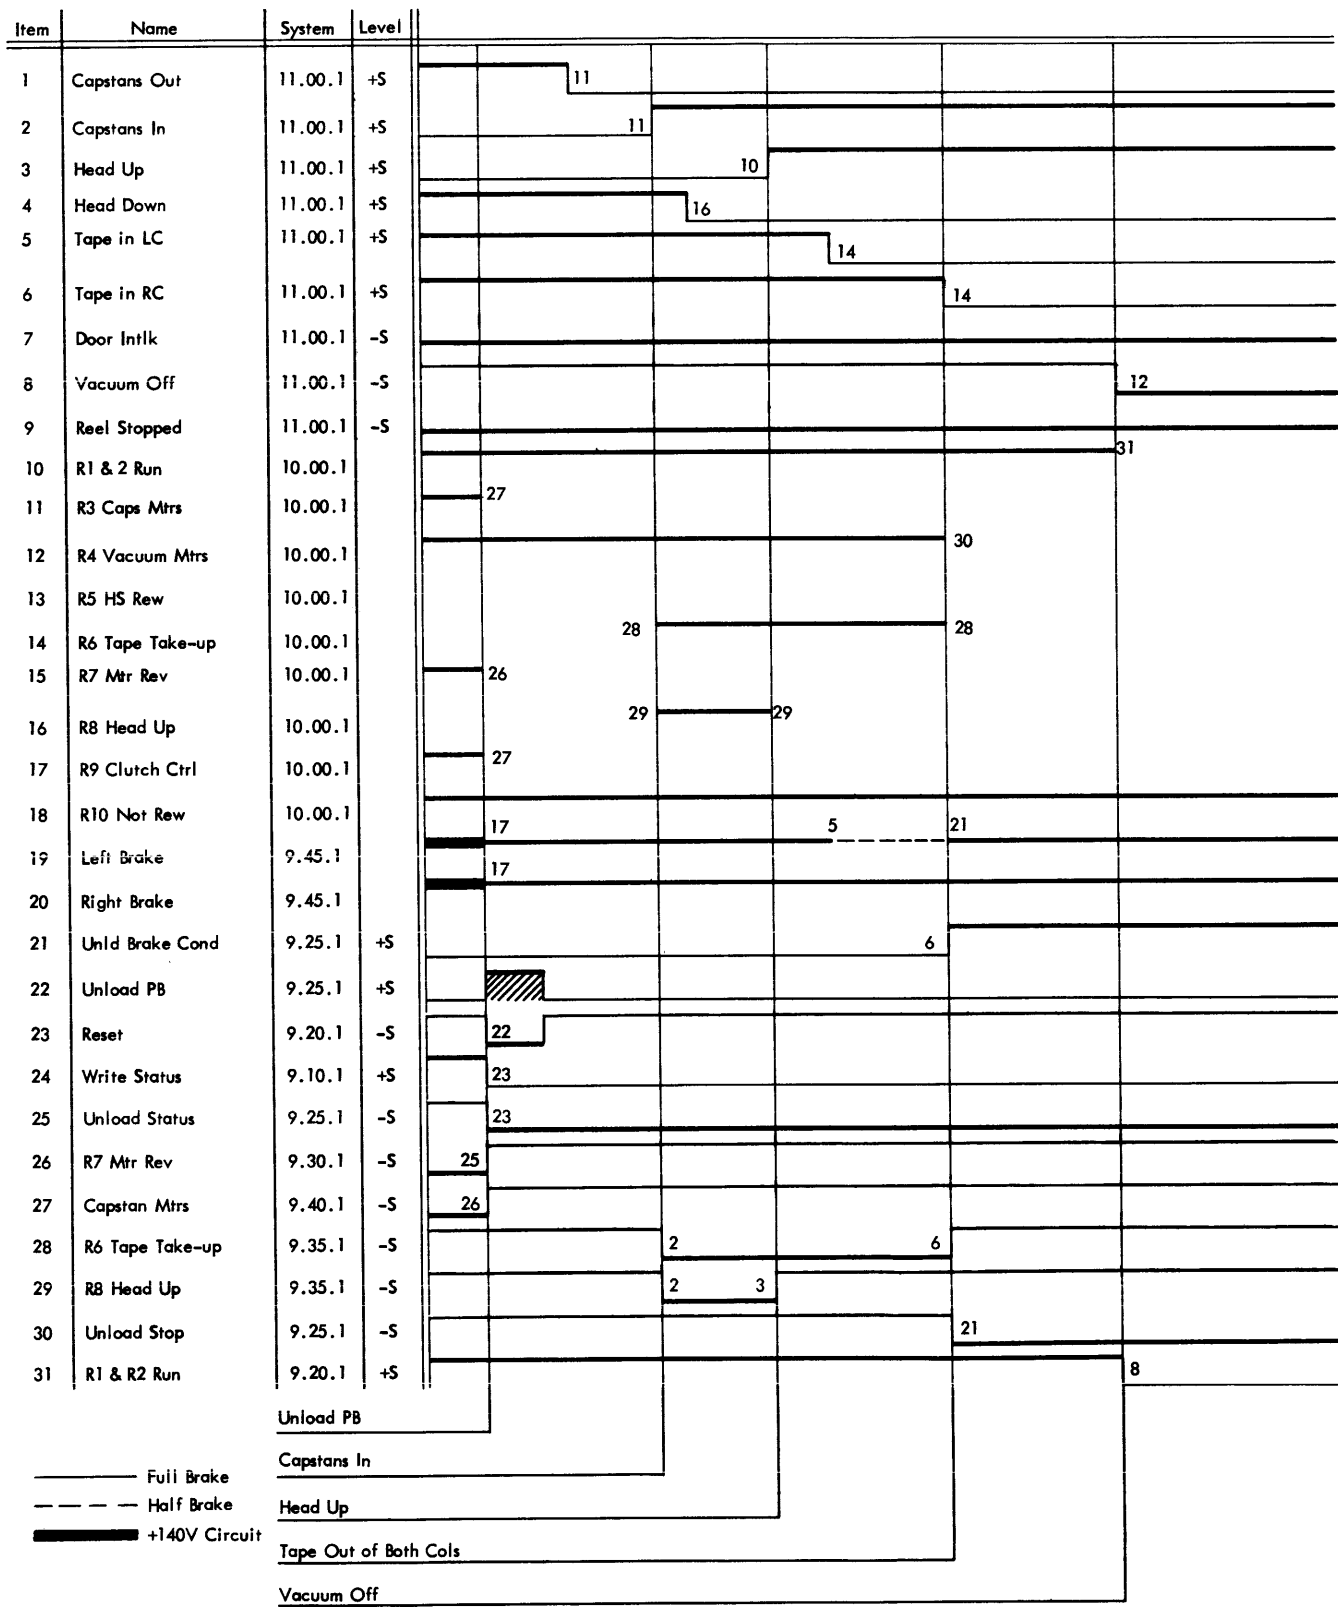 Item Name System Level
1 Capstans Out 11.00.1 +S 11
2 Capstans In 11.00.1 +S 11
3 Head Up 11.00.1 +S 10
4 Head Down 11.00.1 +S 16
5 Tape in LC 11.00.1 +S 14
6 Tape in RC 11.00.1 +S 14
7 Door Intlk 11.00.1 -S
8 Vacuum Off 11.00.1 -S 12
9 Reel Stopped 11.00.1 -S
10 R1 & 2 Run 10.00.1 31
11 R3 Caps Mtrs 10.00.1 27
12 R4 Vacuum Mtrs 10.00.1 30
13 R5 HS Rew 10.00.1
14 R6 Tape Take-up 10.00.1 28 28
15 R7 Mtr Rev 10.00.1 26
16 R8 Head Up 10.00.1 29 29
17 R9 Clutch Ctrl 10.00.1 27
18 R10 Not Rew 10.00.1
19 Left Brake 9.45.1 17 5 21
20 Right Brake 9.45.1 17
21 Unld Brake Cond 9.25.1 +S 6
22 Unload PB 9.25.1 +S
23 Reset 9.20.1 -S 22
24 Write Status 9.10.1 +S 23
25 Unload Status 9.25.1 -S 23
26 R7 Mtr Rev 9.30.1 -S 25
27 Capstan Mtrs 9.40.1 -S 26
28 R6 Tape Take-up 9.35.1 -S 2 6
29 R8 Head Up 9.35.1 -S 2 3
30 Unload Stop 9.25.1 -S 21
31 R1 & R2 Run 9.20.1 +S 8
Unload PB
Capstans In
Full Brake
Half Brake
Head Up
+140V Circuit
Tape Out of Both Cols
Vacuum Off